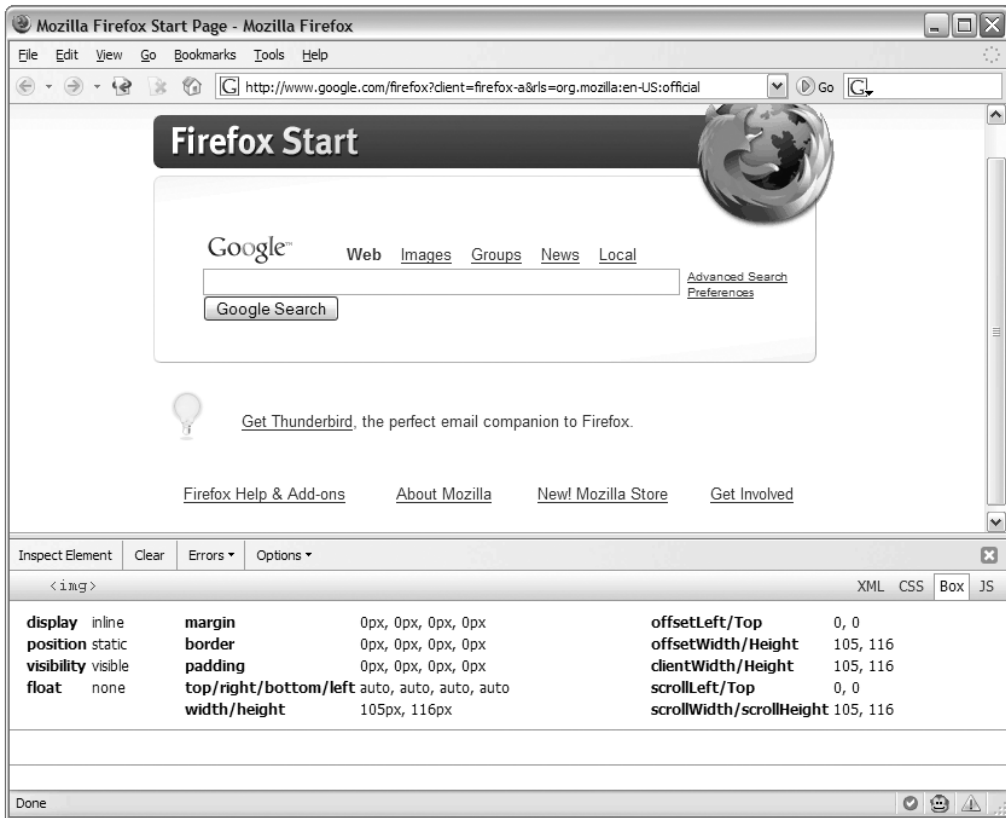 Mozilla Firefox Start Page - Mozilla Firefox
File Edit View Go Bookmarks Tools Help
G http://www.google.com/firefox?client=firefox-a&rls=org.mozilla:en-US:official Go G
Firefox Start
Google™ Web Images Groups News Local
Advanced Search
Preferences
Google Search
Get Thunderbird, the perfect email companion to Firefox.
Firefox Help & Add-ons About Mozilla New! Mozilla Store Get Involved
Inspect Element Clear Errors Options
<img> XML CSS Box JS
display inline margin 0px, 0px, 0px, 0px offsetLeft/Top 0, 0
position static border 0px, 0px, 0px, 0px offsetWidth/Height 105, 116
visibility visible padding 0px, 0px, 0px, 0px clientWidth/Height 105, 116
float none top/right/bottom/left auto, auto, auto, auto scrollLeft/Top 0, 0
width/height 105px, 116px scrollWidth/scrollHeight 105, 116
Done